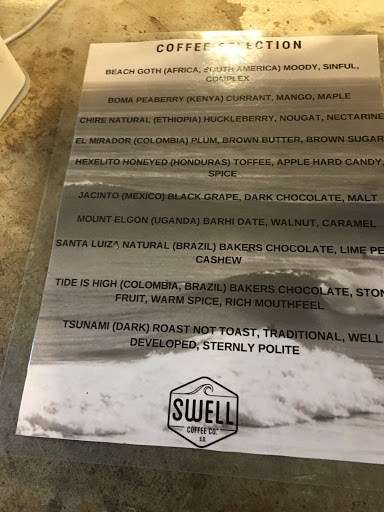 COFFEE SELECTION
BEACH GOTH (AFRICA, SOUTH AMERICA) MOODY, SINFUL,
COMPLEX
BOMA PEABERRY (KENYA) CURRANT, MANGO, MAPLE
CHIRE NATURAL (ETHIOPIA) HUCKLEBERRY, NOUGAT, NECTARINE
EL MIRADOR (COLOMBIA) PLUM, BROWN BUTTER, BROWN SUGAR
HEXELITO HONEYED (HONDURAS) TOFFEE, APPLE HARD CANDY,
SPICE
JACINTO (MEXICO) BLACK GRAPE, DARK CHOCOLATE, MALT
MOUNT ELGON (UGANDA) BARHI DATE, WALNUT, CARAMEL
SANTA LUIZA NATURAL (BRAZIL) BAKERS CHOCOLATE, LIME PE
CASHEW
TIDE IS HIGH (COLOMBIA, BRAZIL) BAKERS CHOCOLATE, STON
FRUIT, WARM SPICE, RICH MOUTHFEEL
TSUNAMI (DARK) ROAST NOT TOAST, TRADITIONAL, WELL
DEVELOPED, STERNLY POLITE
SWELL
COFFEE CO.
S.D.